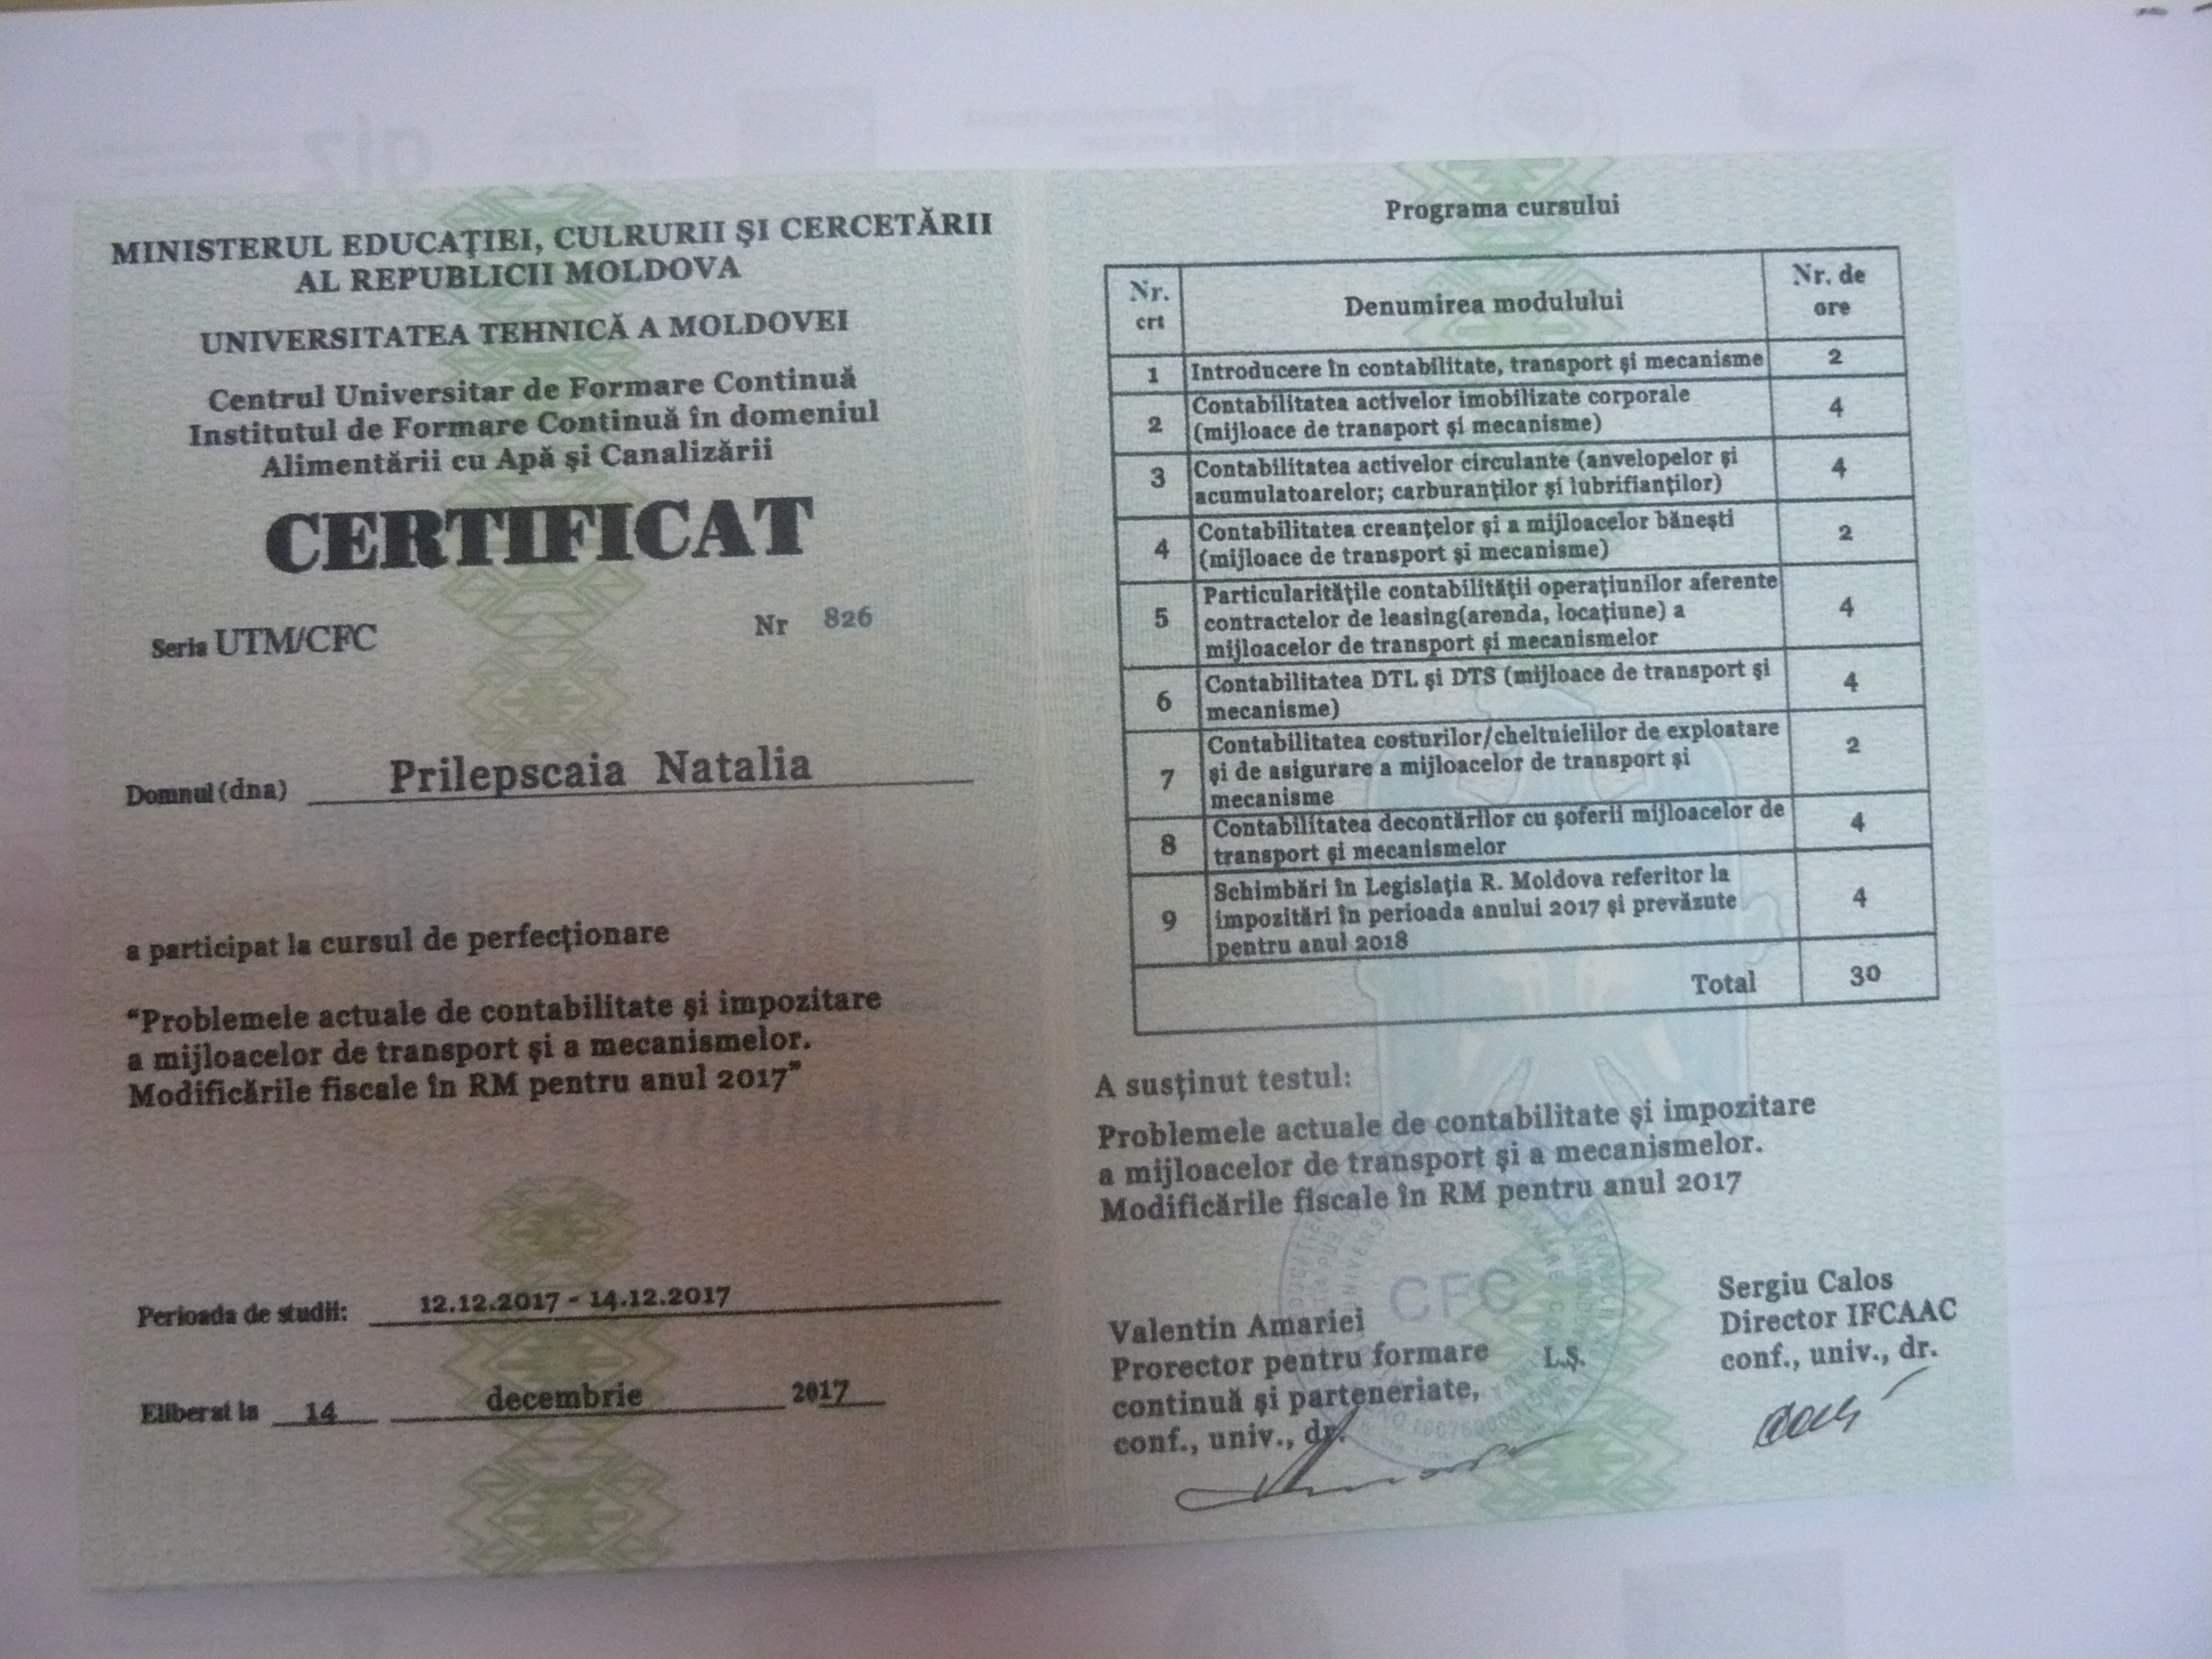 MINISTERUL EDUCAŢIEI, CULRURII ŞI CERCETĂRII
AL REPUBLICII MOLDOVA
UNIVERSITATEA TEHNICĂ A MOLDOVEI
Centrul Universitar de Formare Continuă
Institutul de Formare Continuă în domeniul
Alimentării cu Apă şi Canalizării
CERTIFICAT
Seria UTM/CFC Nr 826
Domnul (dna) Prilepscaia Natalia
a participat la cursul de perfecţionare
“Problemele actuale de contabilitate şi impozitare
a mijloacelor de transport şi a mecanismelor.
Modificările fiscale în RM pentru anul 2017”
Perioada de studii: 12.12.2017 - 14.12.2017
Eliberat la 14 decembrie 2017
Programa cursului
Nr. crt Denumirea modulului Nr. de ore
1 Introducere în contabilitate, transport şi mecanisme 2
2 Contabilitatea activelor imobilizate corporale 4
(mijloace de transport şi mecanisme)
3 Contabilitatea activelor circulante (anvelopelor şi 4
acumulatoarelor; carburanţilor şi lubrifianţilor)
4 Contabilitatea creanţelor şi a mijloacelor băneşti 2
(mijloace de transport şi mecanisme)
5 Particularităţile contabilităţii operaţiunilor aferente 4
contractelor de leasing(arenda, locaţiune) a
mijloacelor de transport şi mecanismelor
6 Contabilitatea DTL şi DTS (mijloace de transport şi 4
mecanisme)
7 Contabilitatea costurilor/cheltuielilor de exploatare 2
şi de asigurare a mijloacelor de transport şi
mecanisme
8 Contabilitatea decontărilor cu şoferii mijloacelor de 4
transport şi mecanismelor
9 Schimbări în Legislaţia R. Moldova referitor la 4
impozitări în perioada anului 2017 şi prevăzute
pentru anul 2018
Total 30
A susţinut testul:
Problemele actuale de contabilitate şi impozitare
a mijloacelor de transport şi a mecanismelor.
Modificările fiscale în RM pentru anul 2017
CFC
Valentin Amariei
Prorector pentru formare
continuă şi parteneriate,
conf., univ., dr.
L.Ş.
Sergiu Calos
Director IFCAAC
conf., univ., dr.